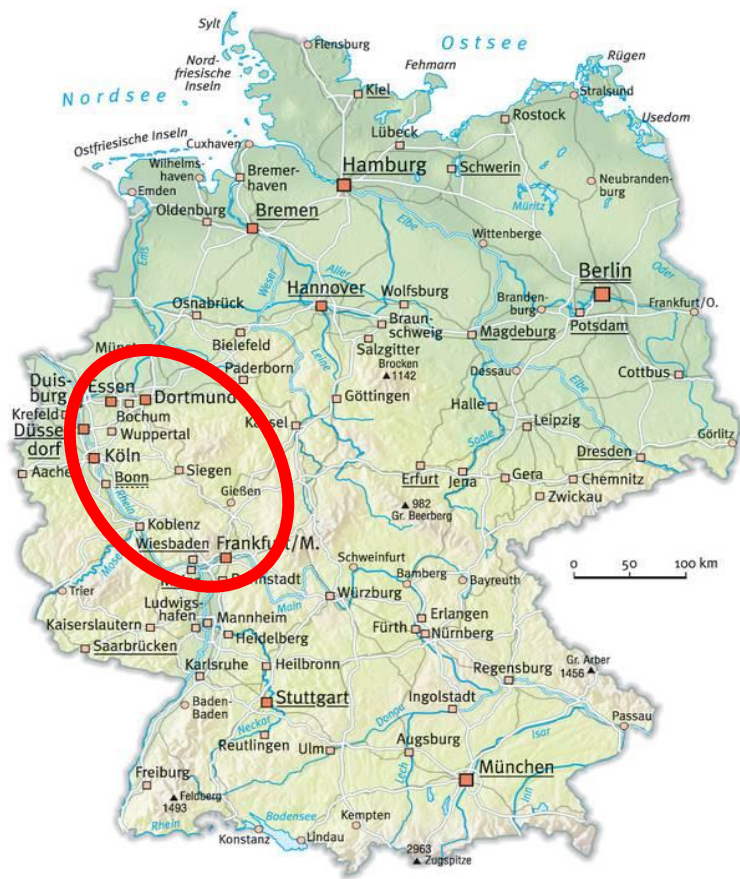 Sylt
Flensburg
Ostsee
Rügen
Nord-
friesische
Inseln
Fehmarn
Kiel
Stralsund
Nordsee
Rostock
Usedom
Ostfriesische Inseln
Cuxhaven
Lübeck
Wilhelms-
haven
Bremer-
haven
Hamburg
Schwerin
Neubranden-
burg
Emden
Müritz
Oldenburg
Bremen
Elbe
Wittenberge
Ems
Weser
Aller
Berlin
Oder
Hannover
Wolfsburg
Branden-
burg
Frankfurt/O.
Osnabrück
Braun-
schweig
Magdeburg
Potsdam
Bielefeld
Salzgitter
Leine
Brocken
1142
Paderborn
Dessau
Elbe
Cottbus
Duis-
burg
Essen
Dortmund
Göttingen
Halle
Krefeld
Bochum
Leipzig
Düssel
dorf
Wuppertal
Saale
Görlitz
Köln
Dresden
Siegen
Erfurt
Jena
Gera
Chemnitz
Bonn
Gießen
982
Gr. Beerberg
Zwickau
Rhein
Koblenz
Wiesbaden
Frankfurt/M.
Schweinfurt
0 50 100 km
Bamberg
Bayreuth
Trier
Main
Würzburg
Ludwigs-
hafen
Mannheim
Erlangen
Kaiserslautern
Heidelberg
Fürth
Nürnberg
Saarbrücken
Karlsruhe
Heilbronn
Regensburg
Gr. Arber
1456
Baden-
Baden
Stuttgart
Ingolstadt
Donau
Passau
Neckar
Reutlingen
Ulm
Augsburg
Isar
Lech
München
Freiburg
Feldberg
1493
Inn
Bodensee
Kempten
Rhein
Konstanz
Lindau
2963
Zugspitze